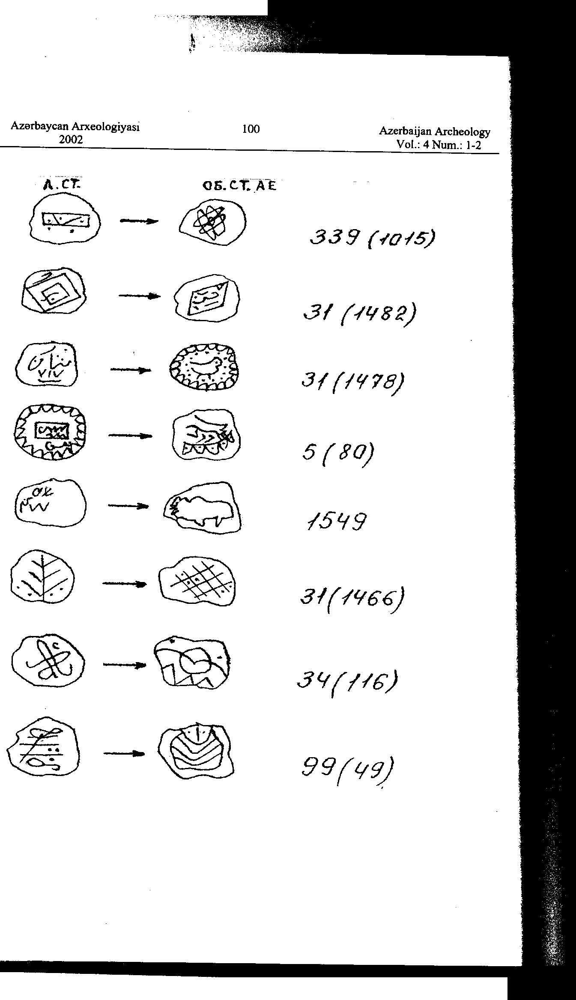 Azərbaycan Arxeologiyası
2002
100
Azerbaijan Archeology
Vol.: 4 Num.: 1-2
Л.СТ.
ОБ.СТ. АЕ
339 (1015)
31 (1482)
31 (1478)
5 (80)
1549
31 (1466)
34 (116)
99 (49)